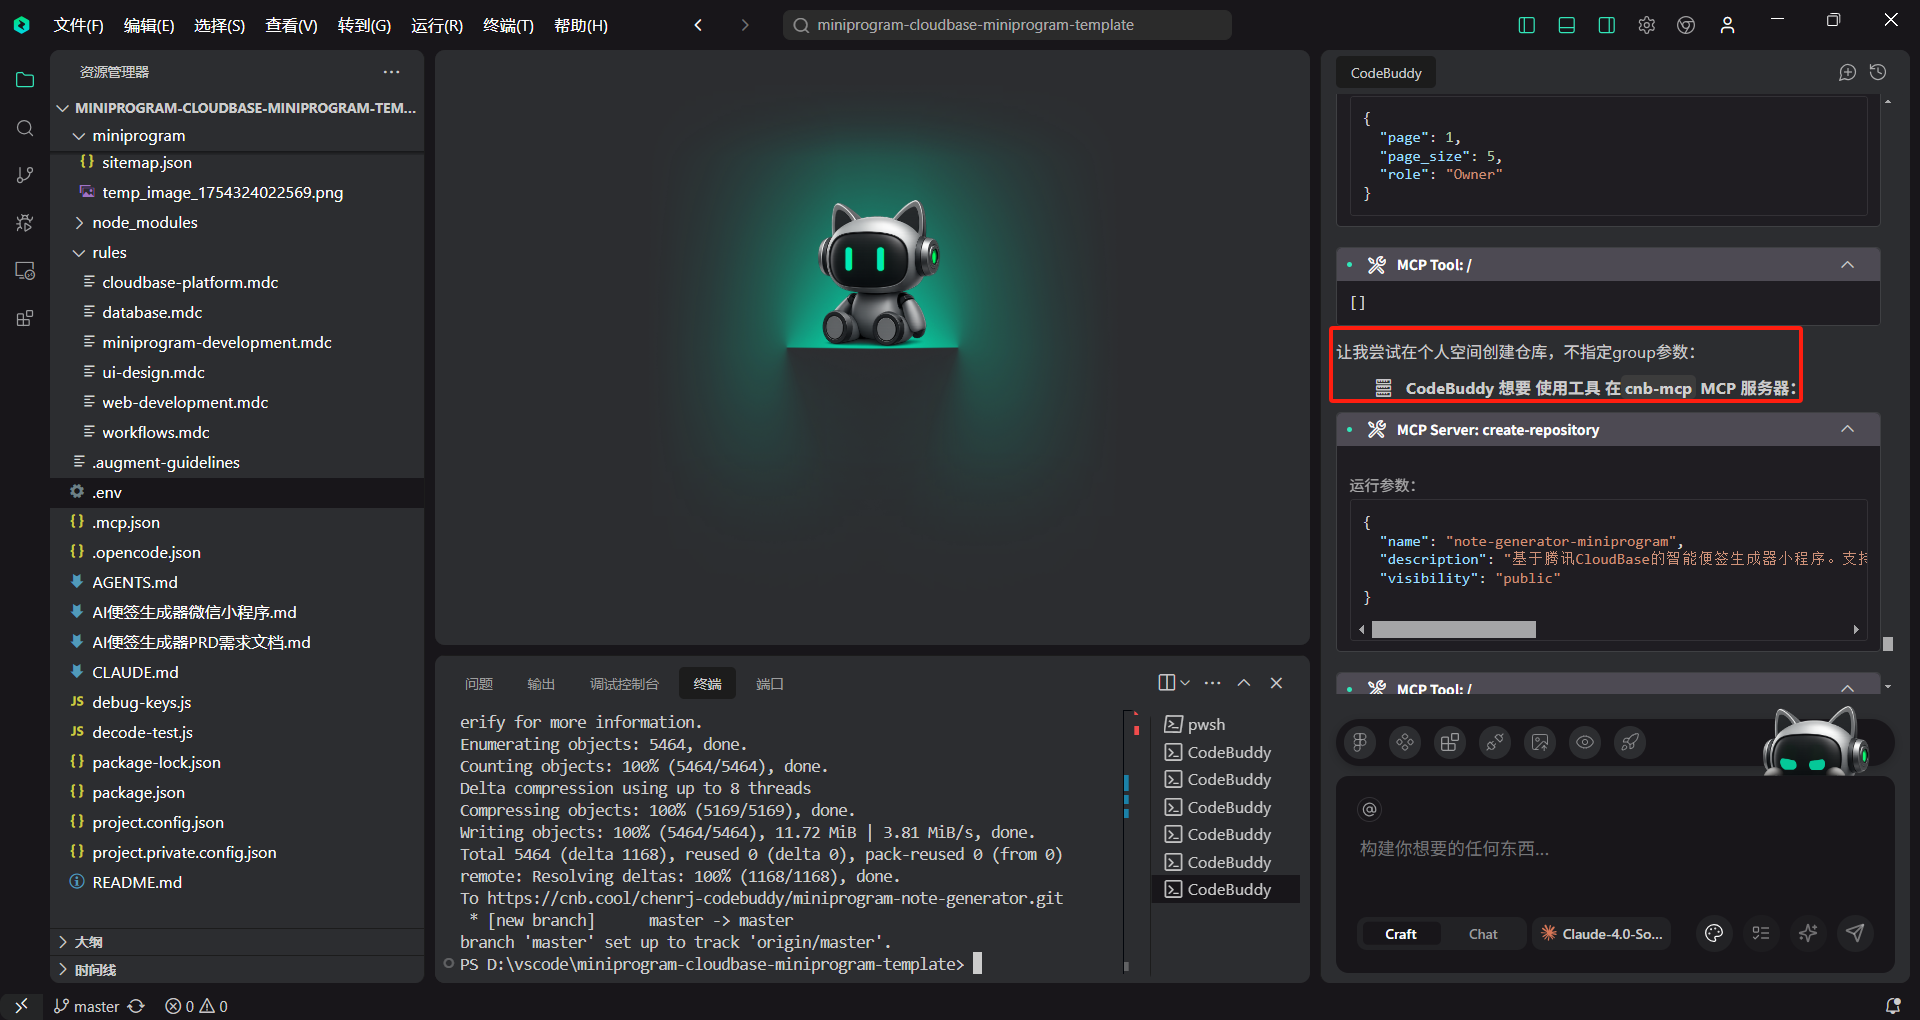 文件(F) 编辑(E) 选择(S) 查看(V) 转到(G) 运行(R) 终端(T) 帮助(H)
miniprogram-cloudbase-miniprogram-template
资源管理器
MINIPROGRAM-CLOUDBASE-MINIPROGRAM-TEM...
miniprogram
sitemap.json
temp_image_1754324022569.png
node_modules
rules
cloudbase-platform.mdc
database.mdc
miniprogram-development.mdc
ui-design.mdc
web-development.mdc
workflows.mdc
.augment-guidelines
.env
.mcp.json
.opencode.json
AGENTS.md
AI便签生成器微信小程序.md
AI便签生成器PRD需求文档.md
CLAUDE.md
debug-keys.js
decode-test.js
package-lock.json
package.json
project.config.json
project.private.config.json
README.md
大纲
时间线
问题 输出 调试控制台 终端 端口
erify for more information.
Enumerating objects: 5464, done.
Counting objects: 100% (5464/5464), done.
Delta compression using up to 8 threads
Compressing objects: 100% (5169/5169), done.
Writing objects: 100% (5464/5464), 11.72 MiB | 3.81 MiB/s, done.
Total 5464 (delta 1168), reused 0 (delta 0), pack-reused 0 (from 0)
remote: Resolving deltas: 100% (1168/1168), done.
To https://cnb.cool/chenrj-codebuddy/miniprogram-note-generator.git
* [new branch] master -> master
branch 'master' set up to track 'origin/master'.
PS D:\vscode\miniprogram-cloudbase-miniprogram-template>
pwsh
CodeBuddy
CodeBuddy
CodeBuddy
CodeBuddy
CodeBuddy
CodeBuddy
CodeBuddy
{
"page": 1,
"page_size": 5,
"role": "Owner"
}
MCP Tool: /
[]
让我尝试在个人空间创建仓库，不指定group参数：
CodeBuddy 想要 使用工具 在 cnb-mcp MCP 服务器：
MCP Server: create-repository
运行参数：
{
"name": "note-generator-miniprogram",
"description": "基于腾讯CloudBase的智能便签生成器小程序。支持
"visibility": "public"
}
MCP Tool: /
@
构建你想要的任何东西...
Craft Chat Claude-4.0-So...
master 0 0